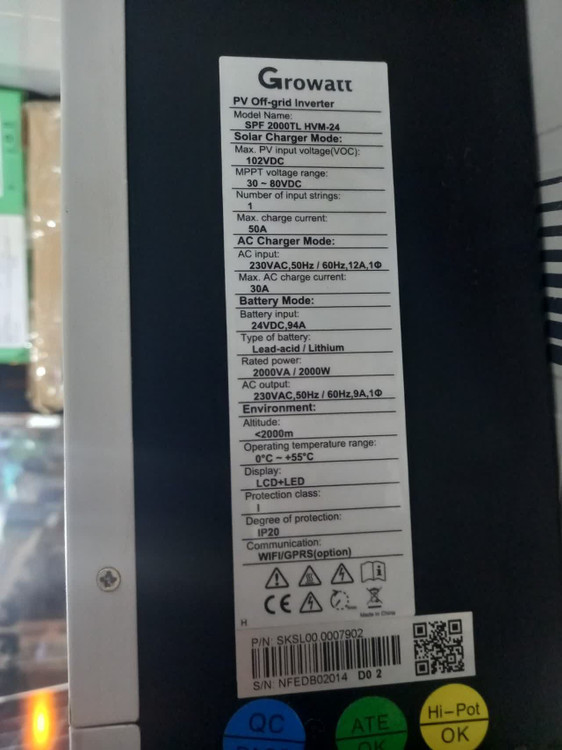 Growatt
PV Off-grid Inverter
Model Name:
SPF 2000TL HVM-24
Solar Charger Mode:
Max. PV input voltage(VOC):
102VDC
MPPT voltage range:
30 ~ 80VDC
Number of input strings:
1
Max. charge current:
50A
AC Charger Mode:
AC input:
230VAC,50Hz / 60Hz,12A,1Φ
Max. AC charge current:
30A
Battery Mode:
Battery input:
24VDC,94A
Type of battery:
Lead-acid / Lithium
Rated power:
2000VA / 2000W
AC output:
230VAC,50Hz / 60Hz,9A,1Φ
Environment:
Altitude:
<2000m
Operating temperature range:
0°C ~ +55°C
Display:
LCD+LED
Protection class:
I
Degree of protection:
IP20
Communication:
WIFI/GPRS(option)
CE
Made in China
H
P/N: SKSL00.0007902
S/N: NFEDB02014 D0 2
QC
ATE
OK
Hi-Pot
OK